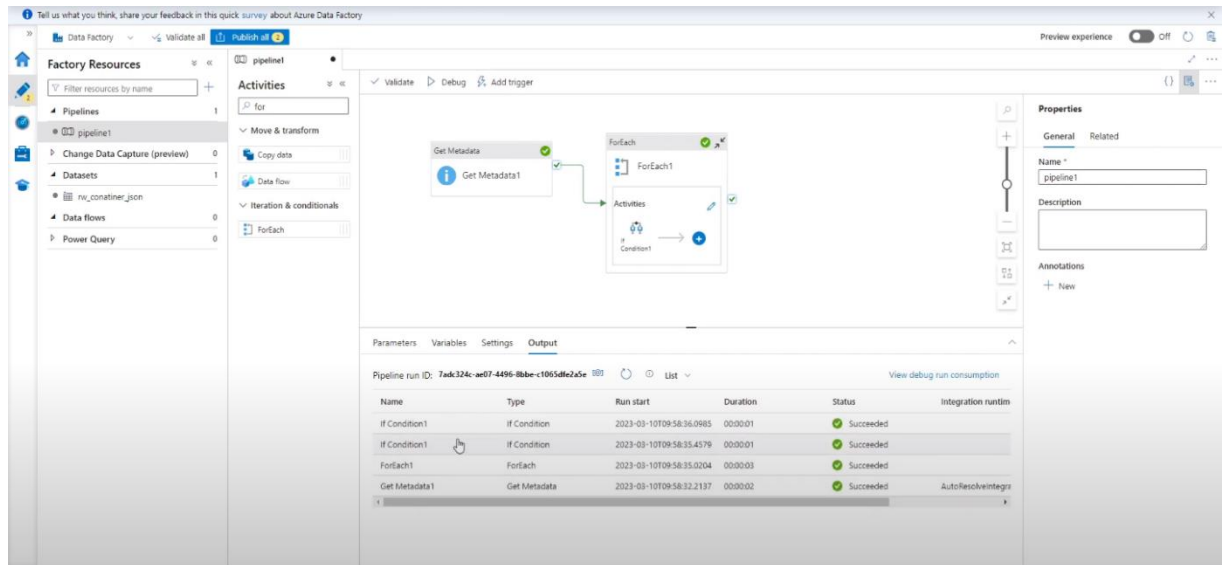 Tell us what you think, share your feedback in this quick survey about Azure Data Factory
Data Factory
Validate all
Publish all 2
Preview experience
Off
Factory Resources
Filter resources by name
Pipelines 1
pipeline1
Change Data Capture (preview) 0
Datasets 1
rw_conatiner_json
Data flows 0
Power Query 0
pipeline1
Activities
for
Move & transform
Copy data
Data flow
Iteration & conditionals
ForEach
Validate Debug Add trigger
Get Metadata
Get Metadata1
ForEach
ForEach1
Activities
If
Condition1
Properties
General Related
Name *
pipeline1
Description
Annotations
New
Parameters Variables Settings Output
Pipeline run ID: 7adc324c-ae07-4496-8bbe-c1065dfe2a5e List View debug run consumption
Name Type Run start Duration Status Integration runtim
If Condition1 If Condition 2023-03-10T09:58:36.0985 00:00:01 Succeeded
If Condition1 If Condition 2023-03-10T09:58:35.4579 00:00:01 Succeeded
ForEach1 ForEach 2023-03-10T09:58:35.0204 00:00:03 Succeeded
Get Metadata1 Get Metadata 2023-03-10T09:58:32.2137 00:00:02 Succeeded AutoResolveIntegra